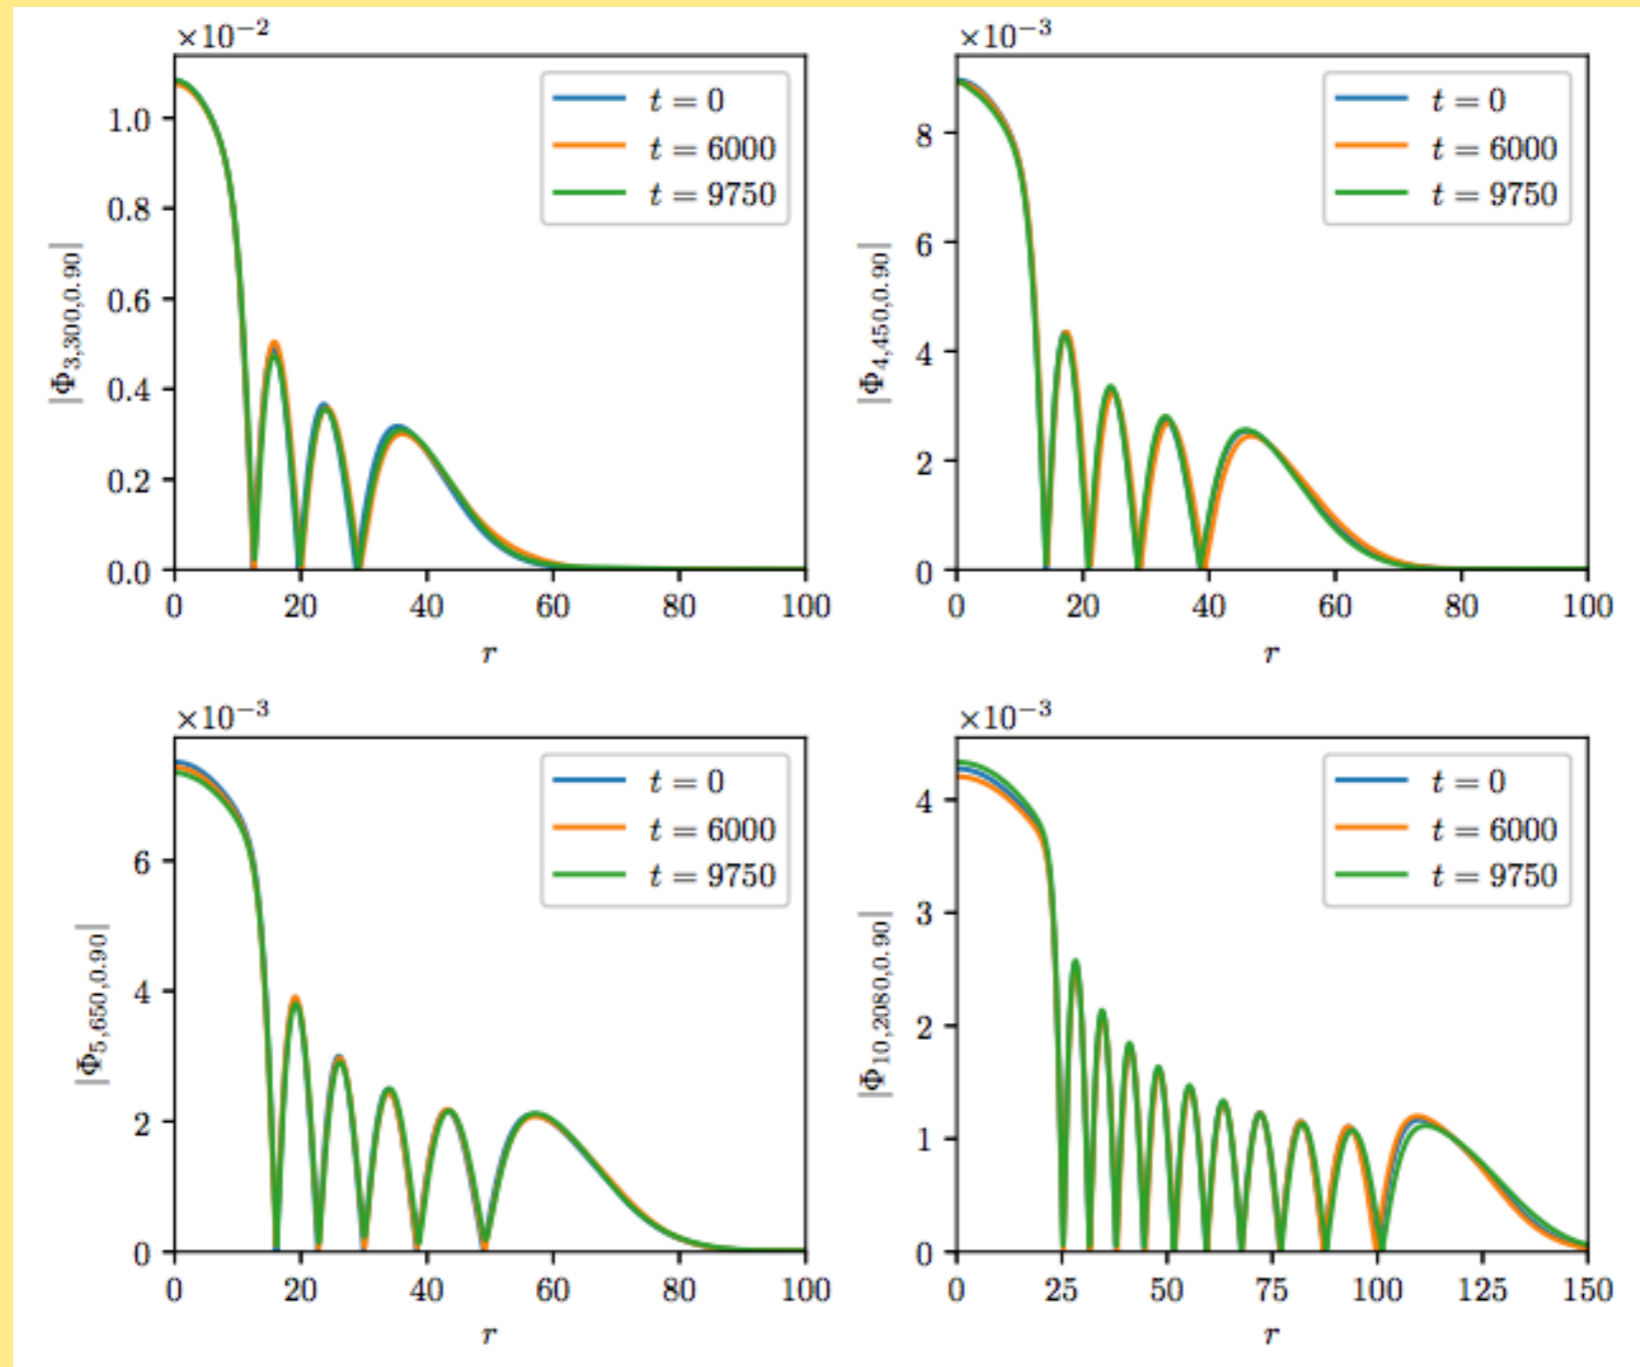 ×10⁻²
|Φ₃,₃₀₀,₀.₉₀|
1.0
0.8
0.6
0.4
0.2
0.0
t = 0
t = 6000
t = 9750
0 20 40 60 80 100
r
×10⁻³
|Φ₄,₄₅₀,₀.₉₀|
8
6
4
2
0
t = 0
t = 6000
t = 9750
0 20 40 60 80 100
r
×10⁻³
|Φ₅,₆₅₀,₀.₉₀|
6
4
2
0
t = 0
t = 6000
t = 9750
0 20 40 60 80 100
r
×10⁻³
|Φ₁₀,₂₀₈₀,₀.₉₀|
4
3
2
1
0
t = 0
t = 6000
t = 9750
0 25 50 75 100 125 150
r